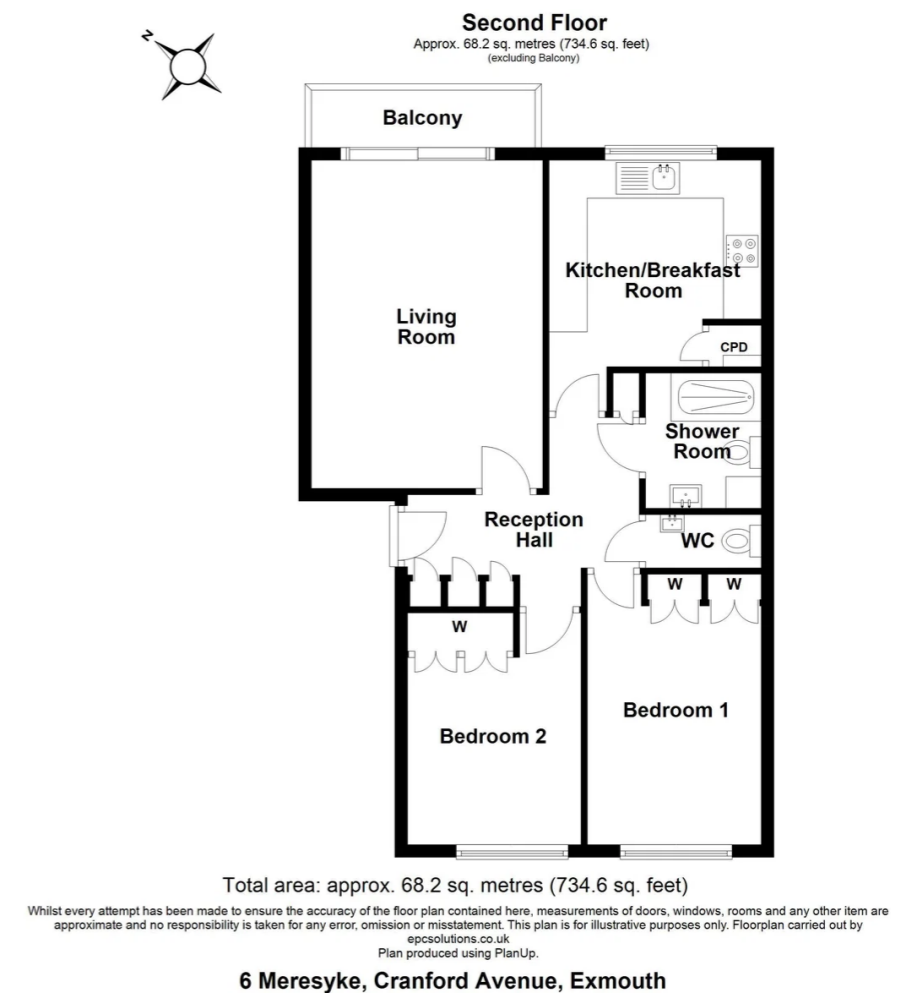 Second Floor
Approx. 68.2 sq. metres (734.6 sq. feet)
(excluding Balcony)
N
Balcony
Kitchen/Breakfast
Room
Living
Room
CPD
Shower
Room
Reception
Hall
WC
W
W
W
Bedroom 1
Bedroom 2
Total area: approx. 68.2 sq. metres (734.6 sq. feet)
Whilst every attempt has been made to ensure the accuracy of the floor plan contained here, measurements of doors, windows, rooms and any other item are
approximate and no responsibility is taken for any error, omission or misstatement. This plan is for illustrative purposes only. Floorplan carried out by
epcsolutions.co.uk
Plan produced using PlanUp.
6 Meresyke, Cranford Avenue, Exmouth